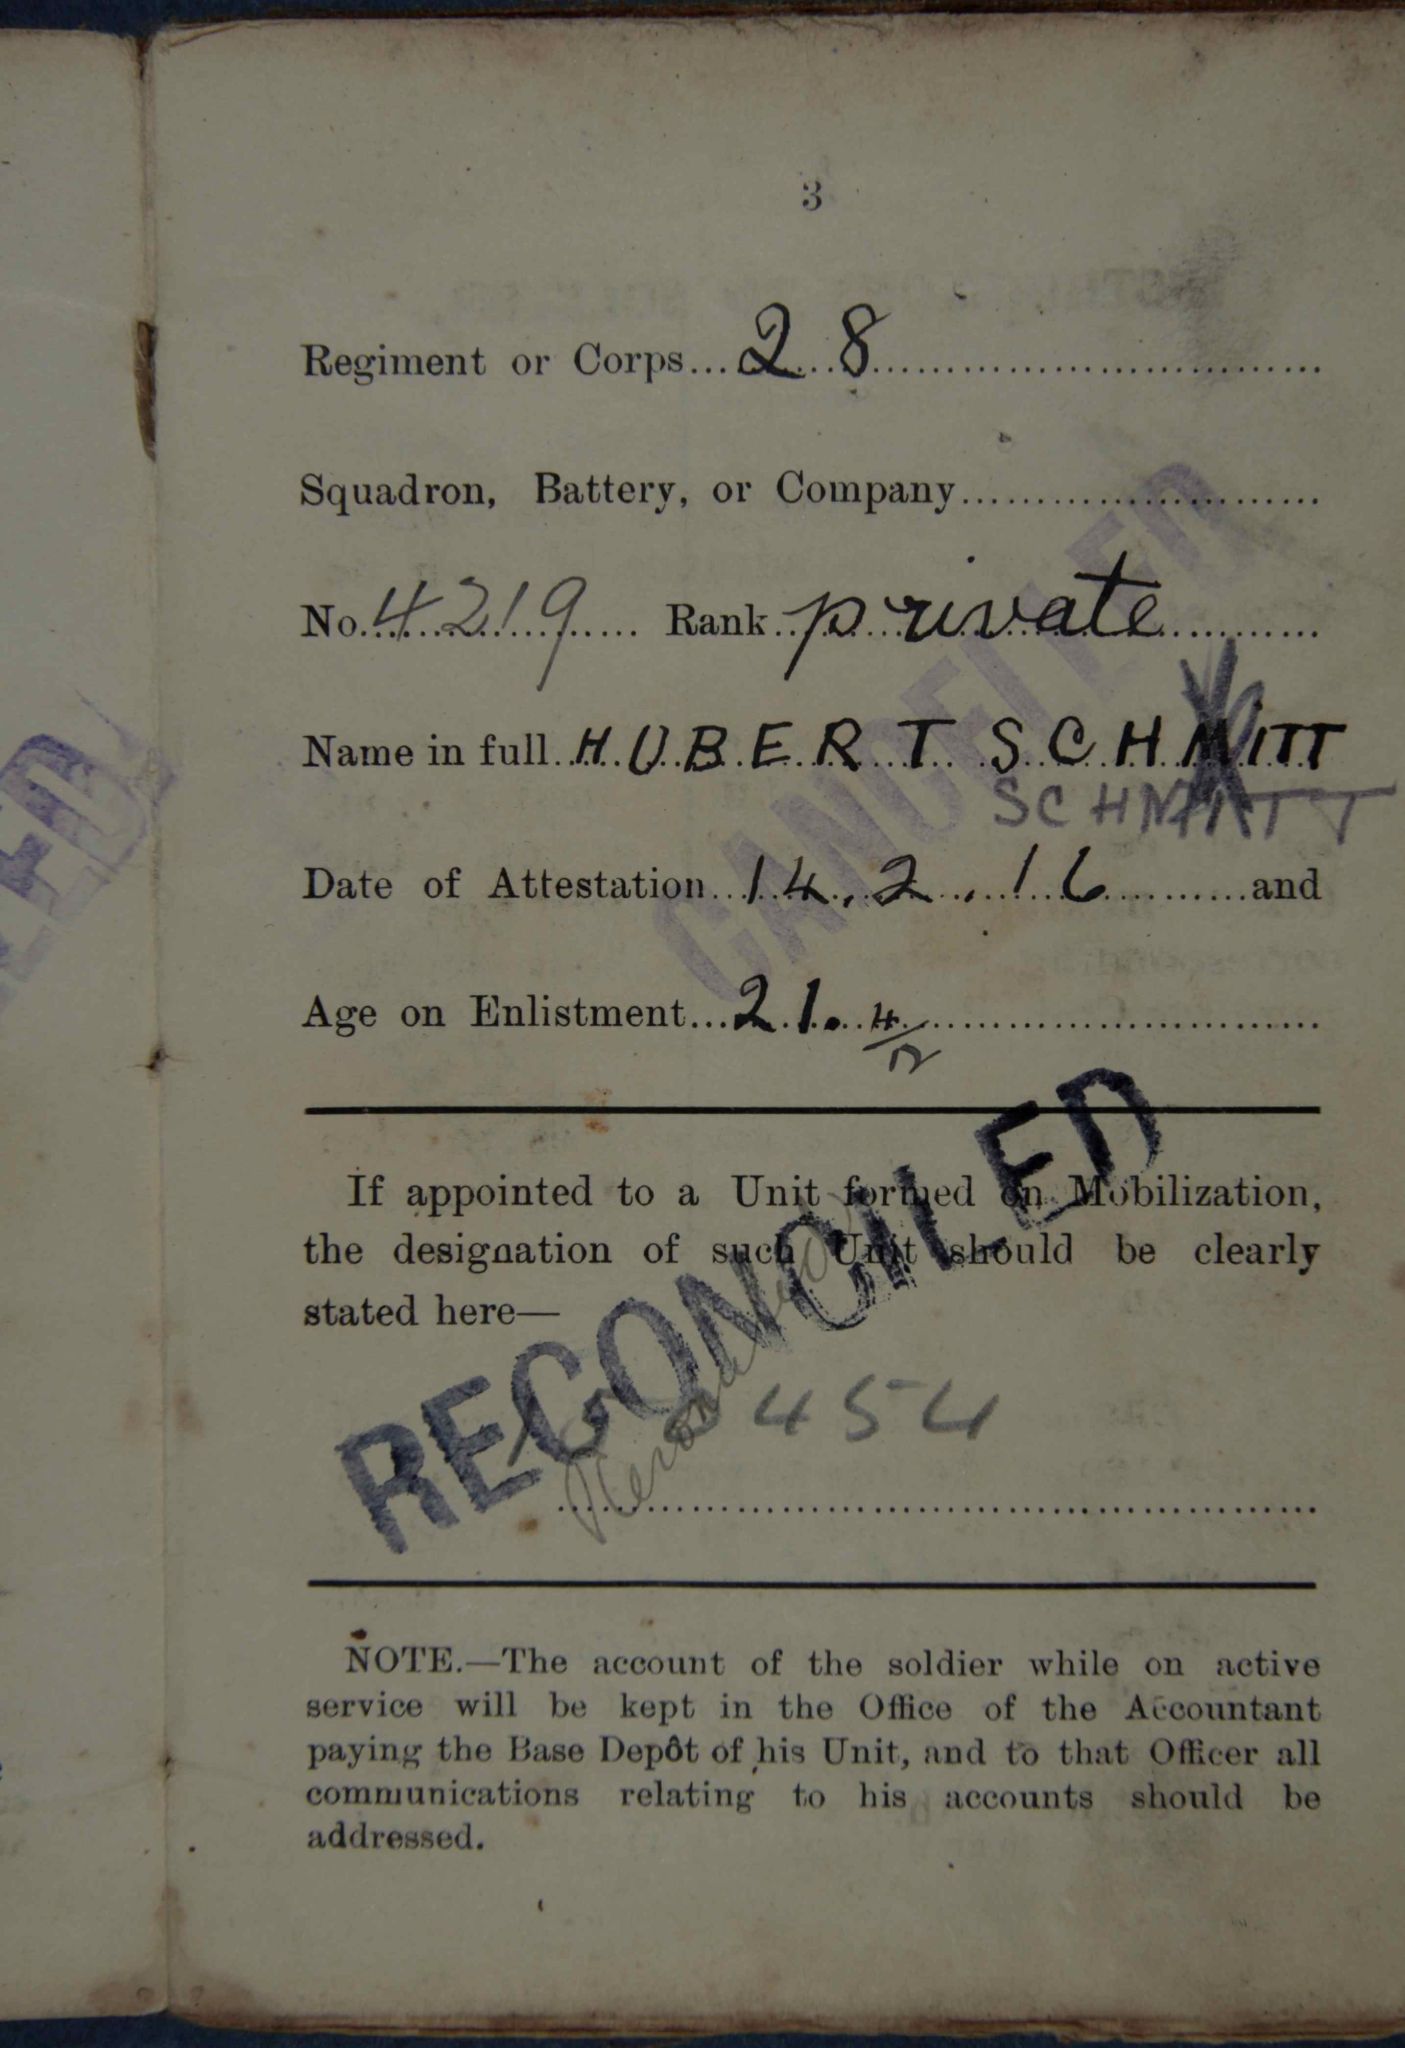 3
Regiment or Corps...28
Squadron, Battery, or Company
No. 4219 Rank private
Name in full HUBERT SCHMITT
SCHMITT
Date of Attestation 14.2.16 and
Age on Enlistment 21. 4/12
CANCELLED
If appointed to a Unit formed on Mobilization,
the designation of such Unit should be clearly
stated here—
RECONCILED
454
NOTE.—The account of the soldier while on active
service will be kept in the Office of the Accountant
paying the Base Depôt of his Unit, and to that Officer all
communications relating to his accounts should be
addressed.